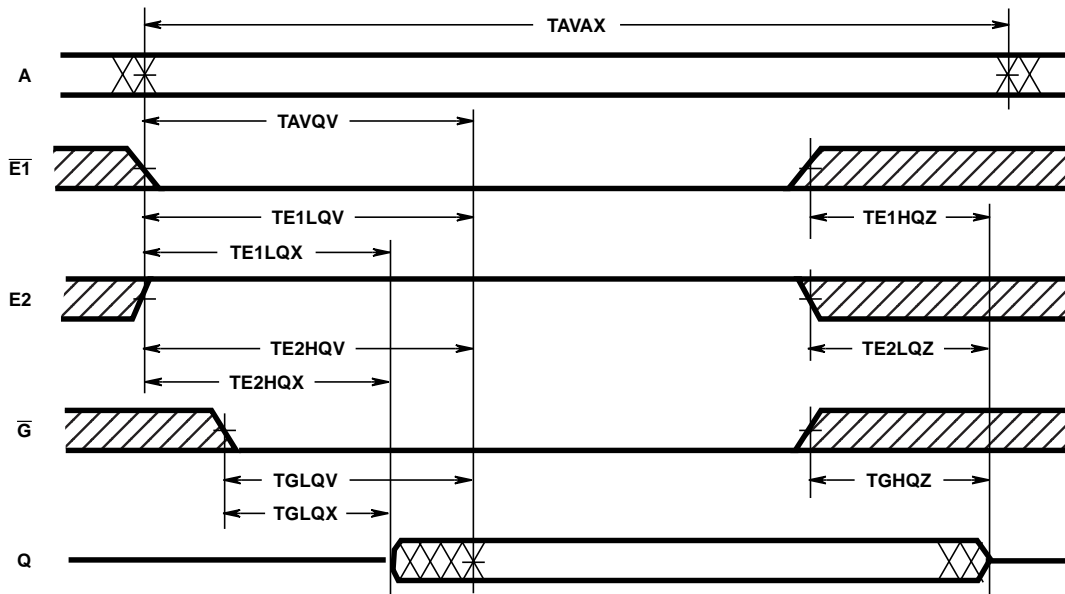 TAVAX
A
TAVQV
E1
TE1LQV
TE1HQZ
TE1LQX
E2
TE2HQV
TE2LQZ
TE2HQX
G
TGLQV
TGHQZ
TGLQX
Q